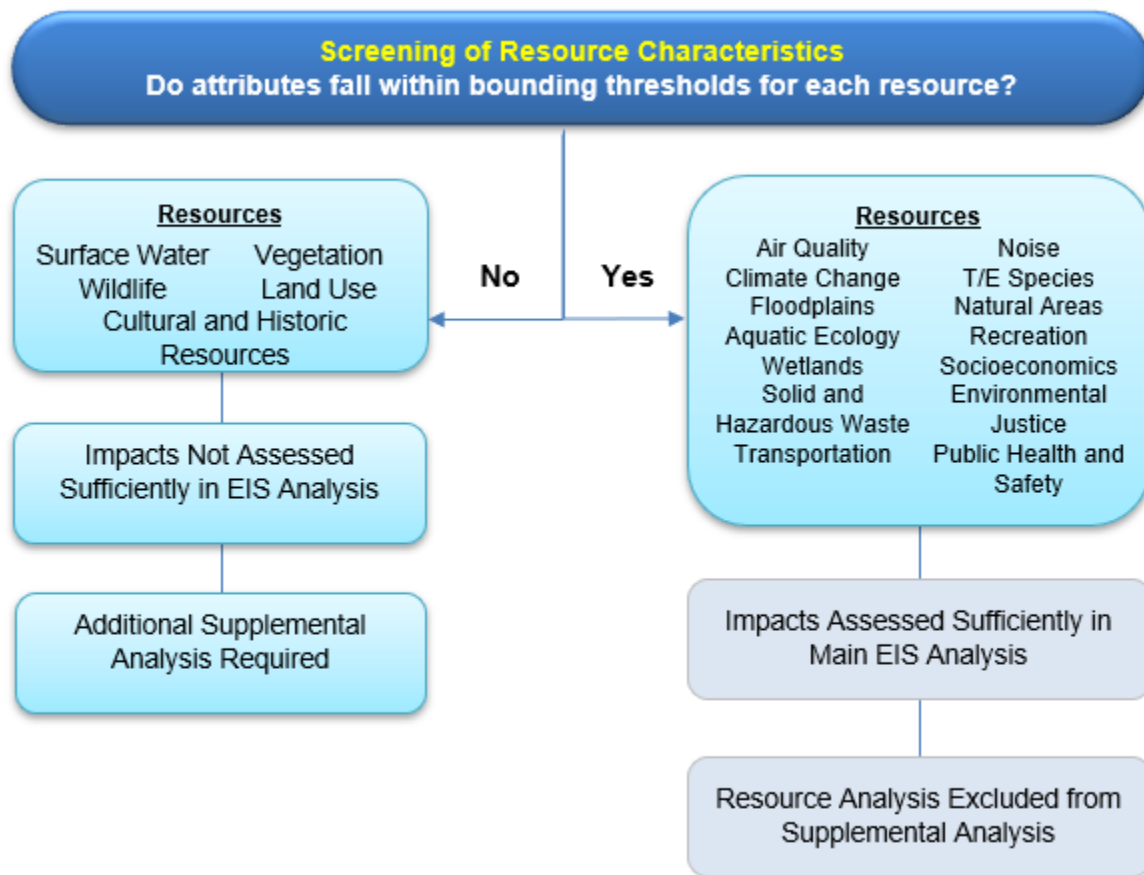 Screening of Resource Characteristics
Do attributes fall within bounding thresholds for each resource?
No
Yes
Resources
Surface Water Vegetation
Wildlife Land Use
Cultural and Historic
Resources
Impacts Not Assessed
Sufficiently in EIS Analysis
Additional Supplemental
Analysis Required
Resources
Air Quality
Climate Change
Floodplains
Aquatic Ecology
Wetlands
Solid and
Hazardous Waste
Transportation
Noise
T/E Species
Natural Areas
Recreation
Socioeconomics
Environmental
Justice
Public Health and
Safety
Impacts Assessed Sufficiently in
Main EIS Analysis
Resource Analysis Excluded from
Supplemental Analysis